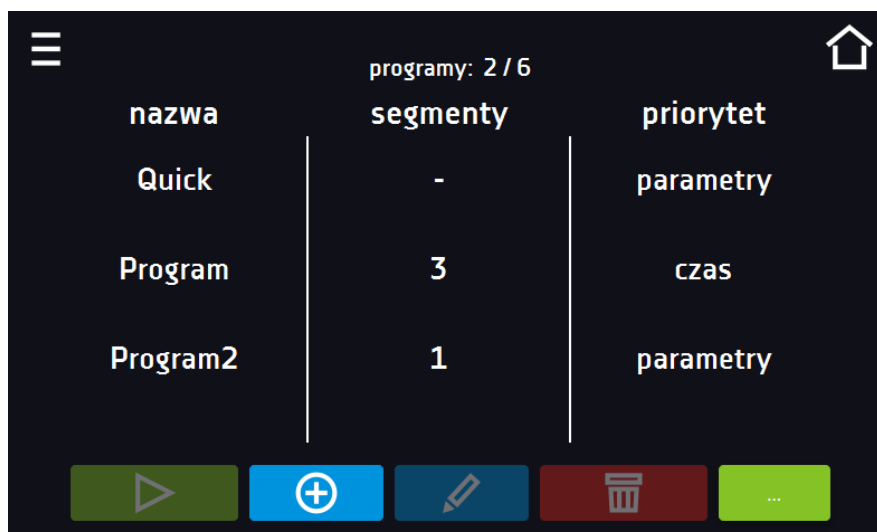 programy: 2 / 6
nazwa segmenty priorytet
Quick - parametry
Program 3 czas
Program2 1 parametry
...